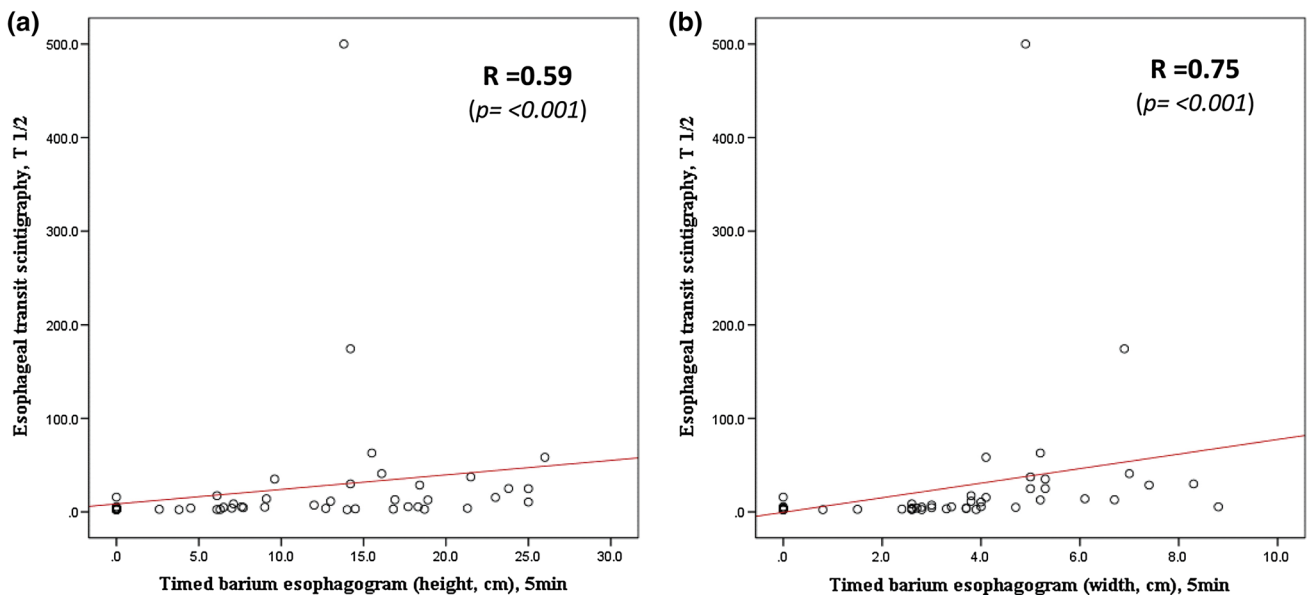 (a)
R =0.59
(p= <0.001)
Esophageal transit scintigraphy, T 1/2
500.0
400.0
300.0
200.0
100.0
.0
.0 5.0 10.0 15.0 20.0 25.0 30.0
Timed barium esophagogram (height, cm), 5min
(b)
R =0.75
(p= <0.001)
Esophageal transit scintigraphy, T 1/2
500.0
400.0
300.0
200.0
100.0
.0
.0 2.0 4.0 6.0 8.0 10.0
Timed barium esophagogram (width, cm), 5min